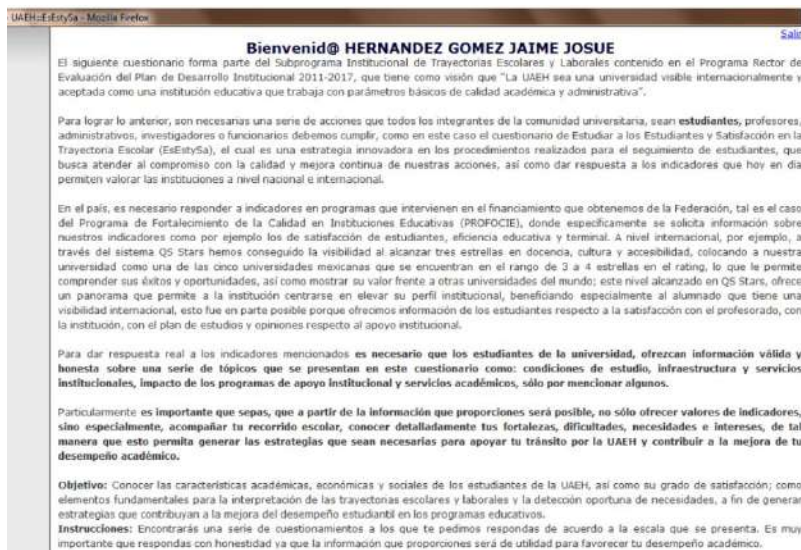 UAEH::EsEstySa - Mozilla Firefox
Salir
Bienvenid@ HERNANDEZ GOMEZ JAIME JOSUE
El siguiente cuestionario forma parte del Subprograma Institucional de Trayectorias Escolares y Laborales contenido en el Programa Rector de
Evaluación del Plan de Desarrollo Institucional 2011-2017, que tiene como visión que "La UAEH sea una universidad visible internacionalmente y
aceptada como una institución educativa que trabaja con parámetros básicos de calidad académica y administrativa".
Para lograr lo anterior, son necesarias una serie de acciones que todos los integrantes de la comunidad universitaria, sean estudiantes, profesores,
administrativos, investigadores o funcionarios debemos cumplir, como en este caso el cuestionario de Estudiar a los Estudiantes y Satisfacción en la
Trayectoria Escolar (EsEstySa), el cual es una estrategia innovadora en los procedimientos realizados para el seguimiento de estudiantes, que
busca atender al compromiso con la calidad y mejora continua de nuestras acciones, así como dar respuesta a los indicadores que hoy en día
permiten valorar las instituciones a nivel nacional e internacional.
En el país, es necesario responder a indicadores en programas que intervienen en el financiamiento que obtenemos de la Federación, tal es el caso
del Programa de Fortalecimiento de la Calidad en Instituciones Educativas (PROFOCIE), donde específicamente se solicita información sobre
nuestros indicadores como por ejemplo los de satisfacción de estudiantes, eficiencia educativa y terminal. A nivel internacional, por ejemplo, a
través del sistema QS Stars hemos conseguido la visibilidad al alcanzar tres estrellas en docencia, cultura y accesibilidad, colocando a nuestra
universidad como una de las cinco universidades mexicanas que se encuentran en el rango de 3 a 4 estrellas en el rating, lo que le permite
comprender sus éxitos y oportunidades, así como mostrar su valor frente a otras universidades del mundo; este nivel alcanzado en QS Stars, ofrece
un panorama que permite a la institución centrarse en elevar su perfil institucional, beneficiando especialmente al alumnado que tiene una
visibilidad internacional, esto fue en parte posible porque ofrecimos información de los estudiantes respecto a la satisfacción con el profesorado, con
la institución, con el plan de estudios y opiniones respecto al apoyo institucional.
Para dar respuesta real a los indicadores mencionados es necesario que los estudiantes de la universidad, ofrezcan información válida y
honesta sobre una serie de tópicos que se presentan en este cuestionario como: condiciones de estudio, infraestructura y servicios
institucionales, impacto de los programas de apoyo institucional y servicios académicos, sólo por mencionar algunos.
Particularmente es importante que sepas, que a partir de la información que proporciones será posible, no sólo ofrecer valores de indicadores,
sino especialmente, acompañar tu recorrido escolar, conocer detalladamente tus fortalezas, dificultades, necesidades e intereses, de tal
manera que esto permita generar las estrategias que sean necesarias para apoyar tu tránsito por la UAEH y contribuir a la mejora de tu
desempeño académico.
Objetivo: Conocer las características académicas, económicas y sociales de los estudiantes de la UAEH, así como su grado de satisfacción; como
elementos fundamentales para la interpretación de las trayectorias escolares y laborales y la detección oportuna de necesidades, a fin de generar
estrategias que contribuyan a la mejora del desempeño estudiantil en los programas educativos.
Instrucciones: Encontrarás una serie de cuestionamientos a los que te pedimos respondas de acuerdo a la escala que se presenta. Es muy
importante que respondas con honestidad ya que la información que proporciones será de utilidad para favorecer tu desempeño académico.